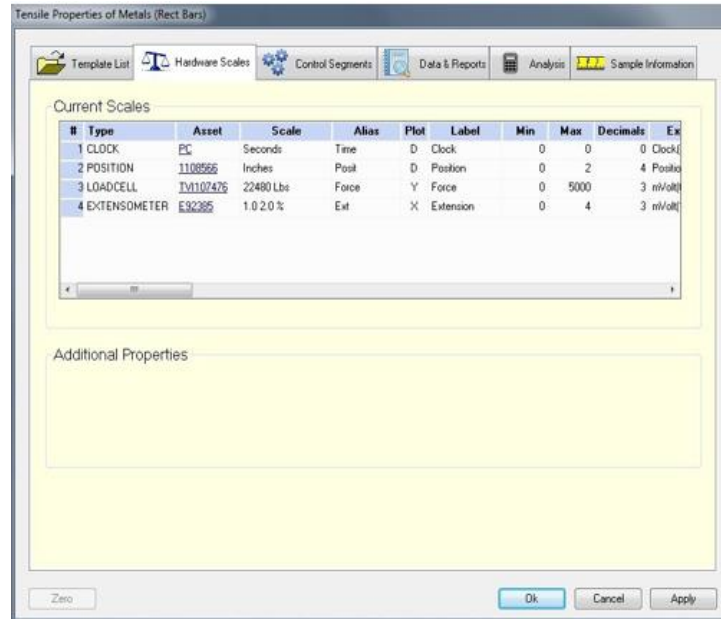 Tensile Properties of Metals (Rect Bars)
Template List Hardware Scales Control Segments Data & Reports Analysis Sample Information
Current Scales
# Type Asset Scale Alias Plot Label Min Max Decimals Ex
1 CLOCK PC Seconds Time D Clock 0 0 0 Clock(
2 POSITION 1108566 Inches Posit D Position 0 2 4 Positio
3 LOADCELL TVI107476 22480 Lbs Force Y Force 0 5000 3 mVolt(
4 EXTENSOMETER E92385 1.0 2.0 % Ext X Extension 0 4 3 mVolt(
Additional Properties
Zero Ok Cancel Apply